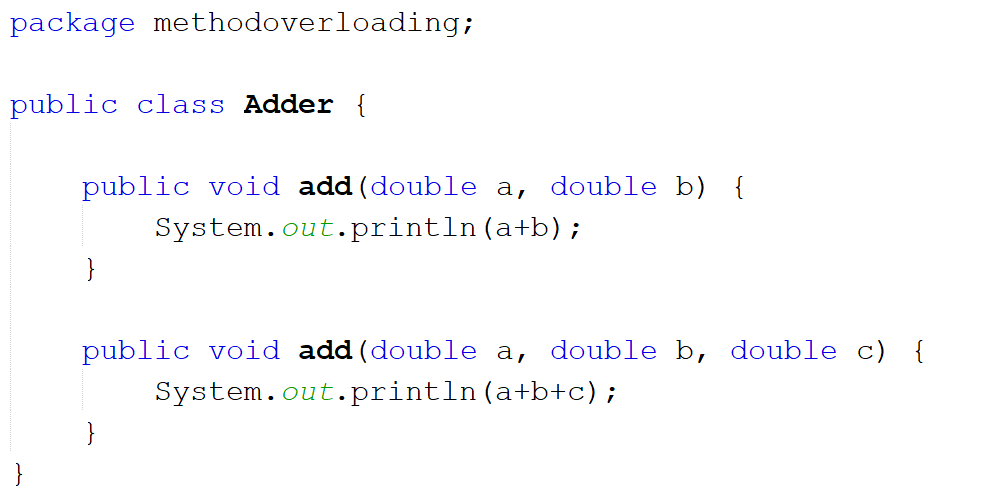 package methodoverloading;
public class Adder {
public void add(double a, double b) {
System.out.println(a+b);
}
public void add(double a, double b, double c) {
System.out.println(a+b+c);
}
}